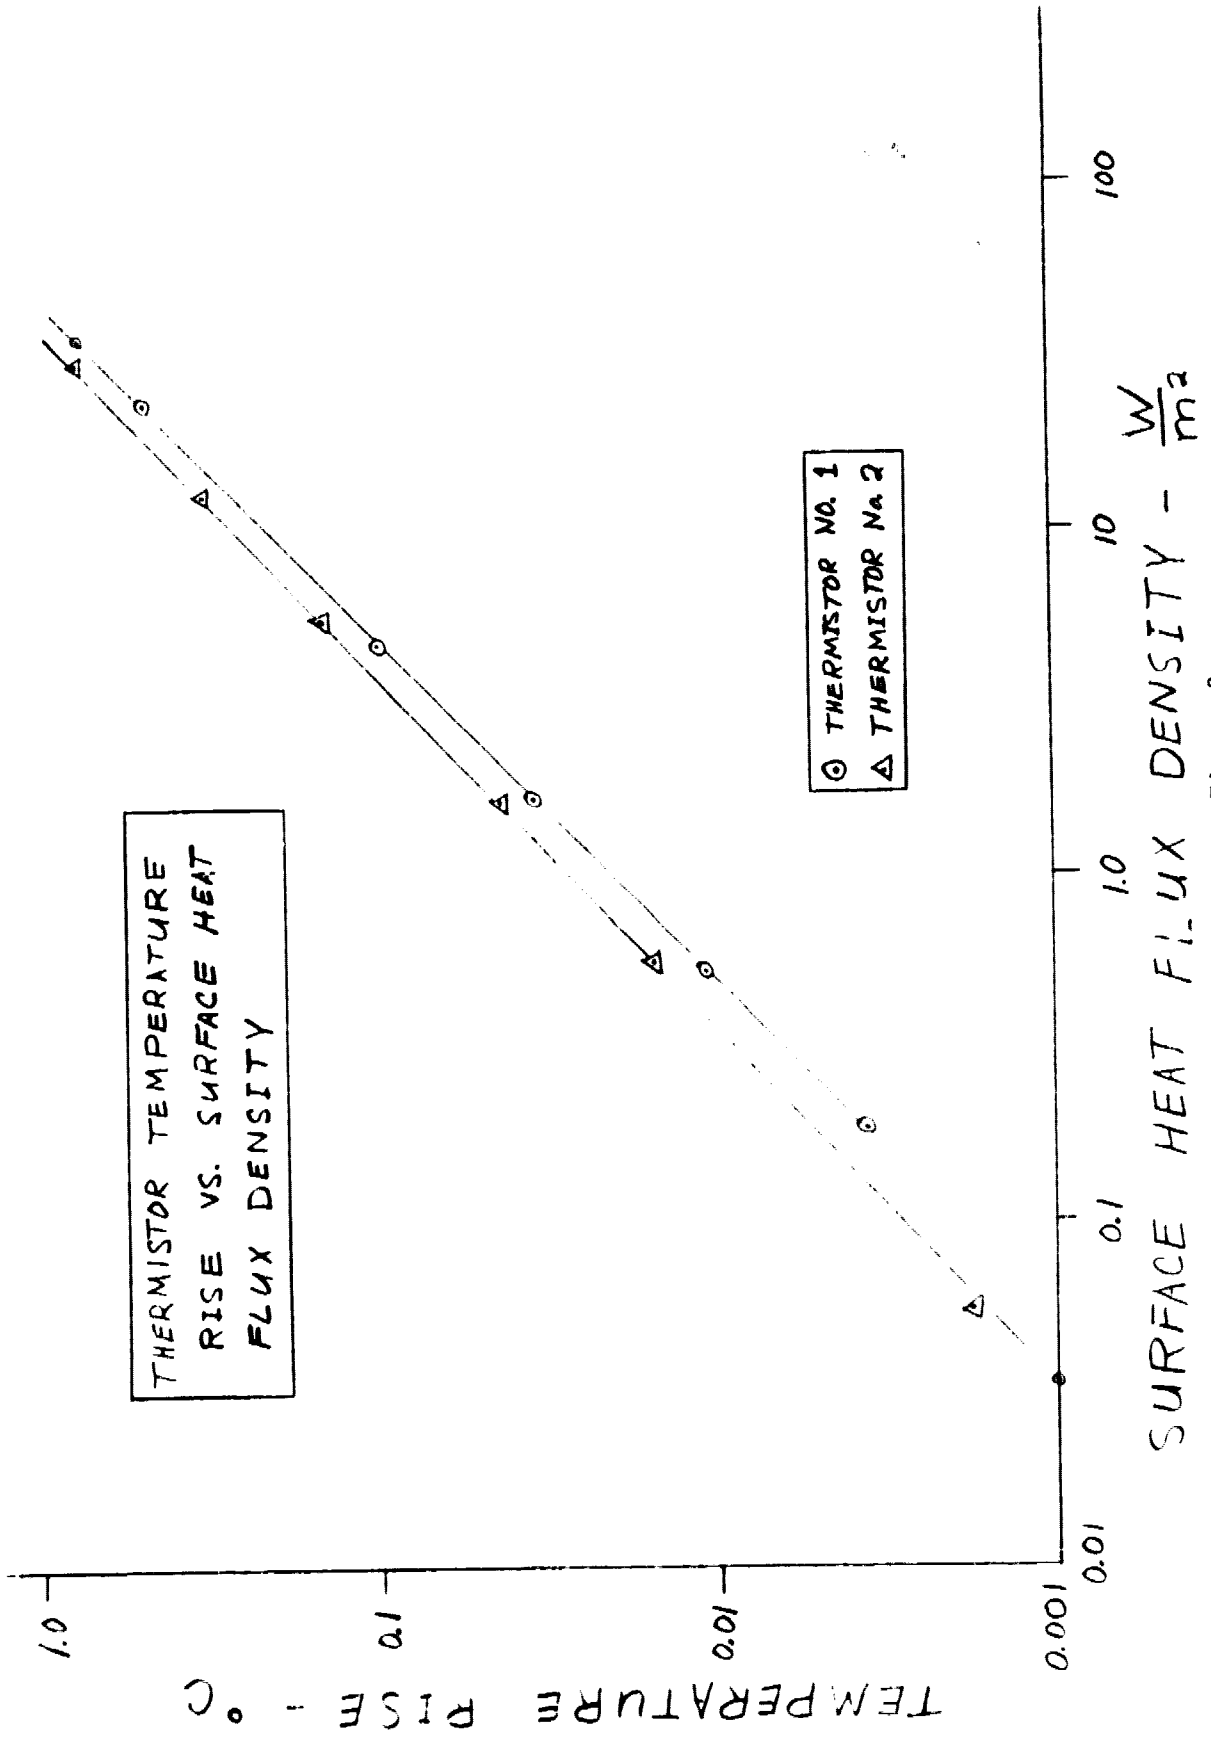 THERMISTOR TEMPERATURE
RISE VS. SURFACE HEAT
FLUX DENSITY
TEMPERATURE RISE - °C
1.0
0.1
0.01
0.001
⊙ THERMISTOR NO. 1
△ THERMISTOR No. 2
0.01
0.1
1.0
10
100
SURFACE HEAT FLUX DENSITY - W/m²